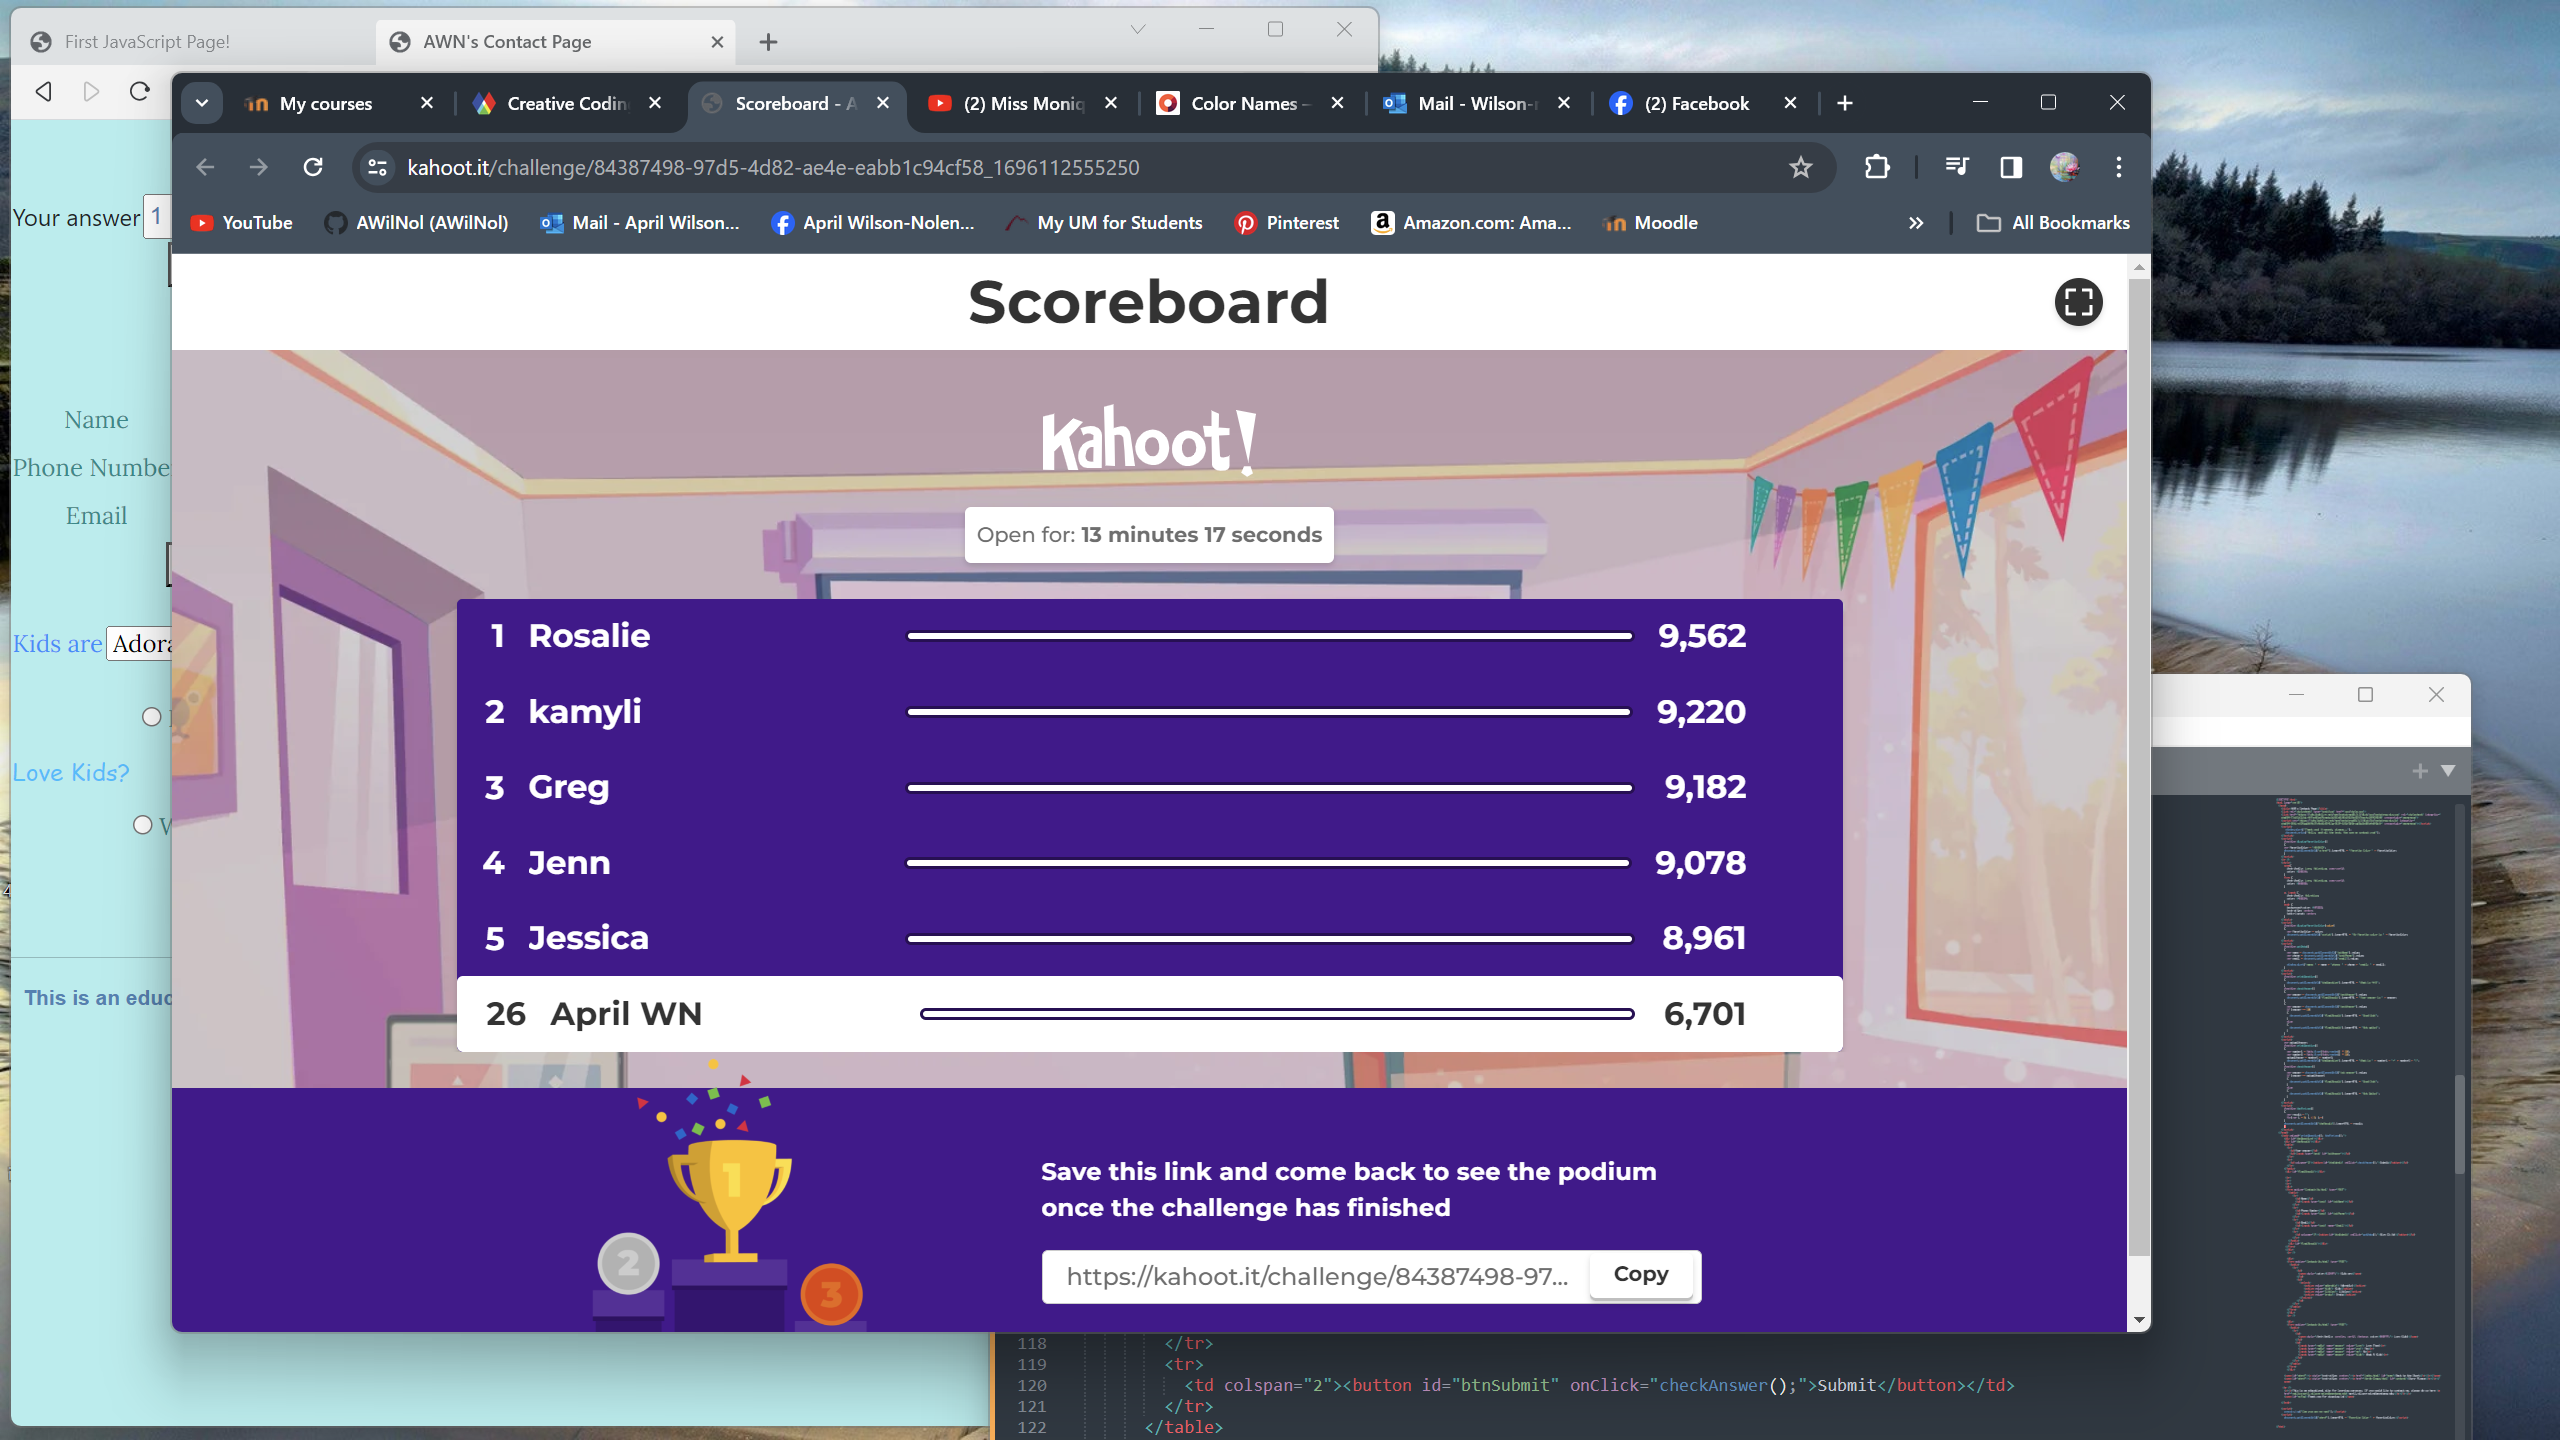 First JavaScript Page!
AWN's Contact Page
My courses
Creative Codin
Scoreboard - A
(2) Miss Moniq
Color Names -
Mail - Wilson-
(2) Facebook
kahoot.it/challenge/84387498-97d5-4d82-ae4e-eabb1c94cf58_1696112555250
YouTube
AWilNol (AWilNol)
Mail - April Wilson...
April Wilson-Nolen...
My UM for Students
Pinterest
Amazon.com: Ama...
Moodle
All Bookmarks
Your answer 1
Name
Phone Numbe
Email
Kids are Adora
Love Kids?
W
This is an educ
Scoreboard
Kahoot!
Open for: 13 minutes 17 seconds
1 Rosalie 9,562
2 kamyli 9,220
3 Greg 9,182
4 Jenn 9,078
5 Jessica 8,961
26 April WN 6,701
1
2
3
Save this link and come back to see the podium
once the challenge has finished
https://kahoot.it/challenge/84387498-97... Copy
118 </tr>
119 <tr>
120 <td colspan="2"><button id="btnSubmit" onClick="checkAnswer();">Submit</button></td>
121 </tr>
122 </table>